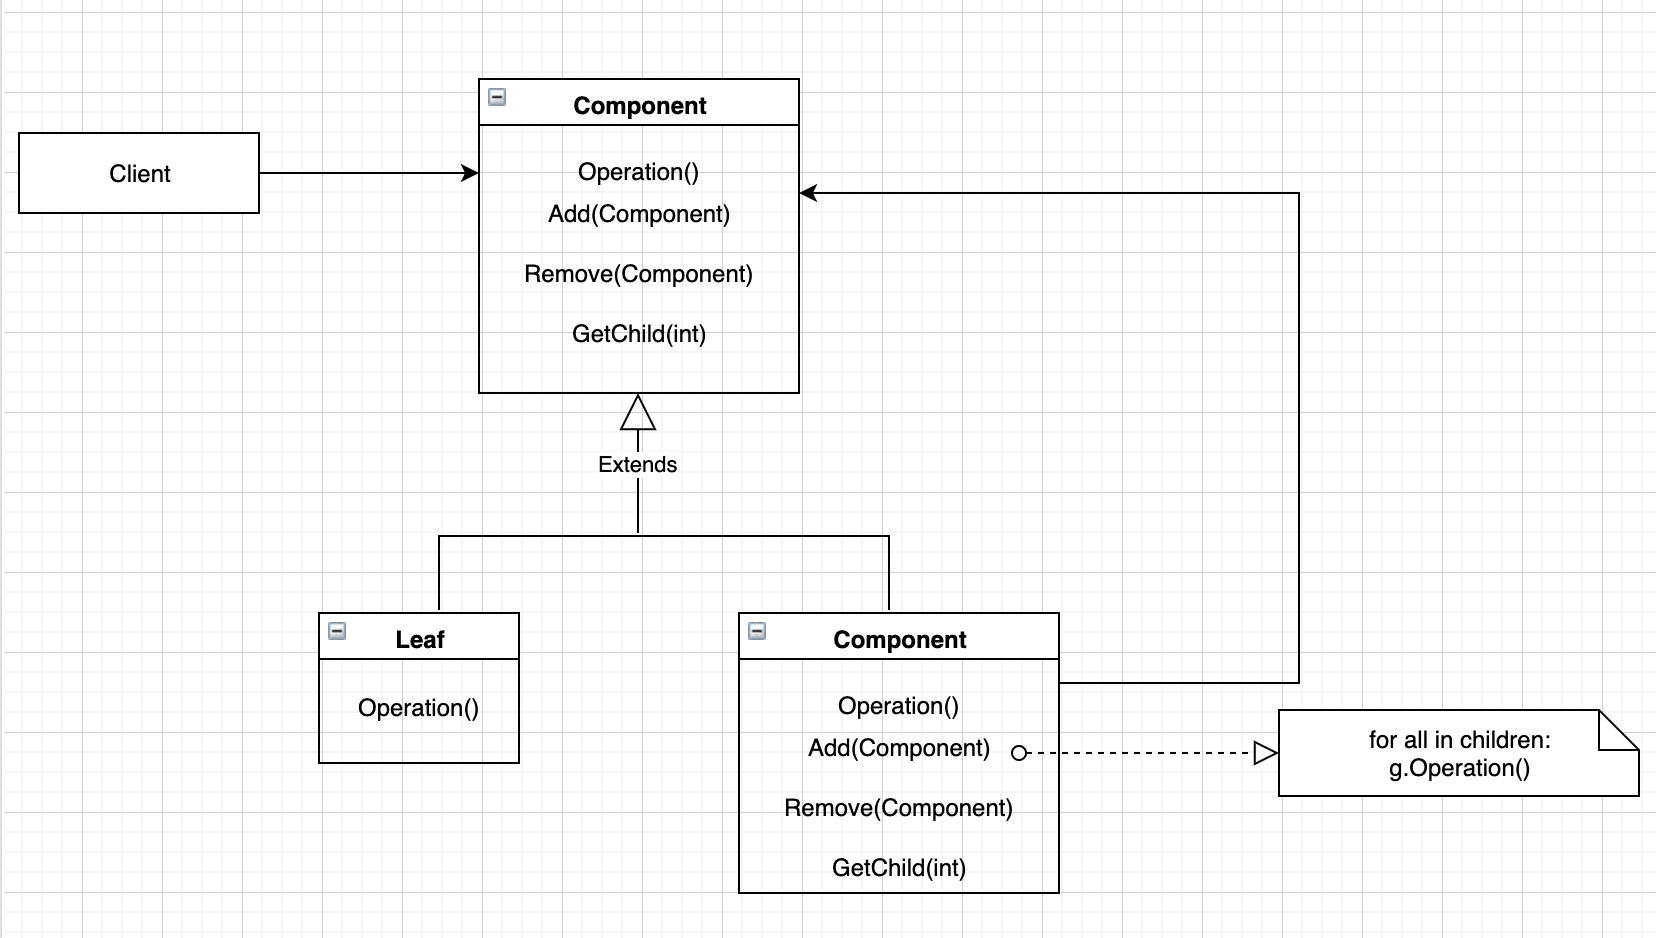 Component
Client
Operation()
Add(Component)
Remove(Component)
GetChild(int)
Extends
Leaf
Operation()
Component
Operation()
Add(Component)
Remove(Component)
GetChild(int)
for all in children:
g.Operation()